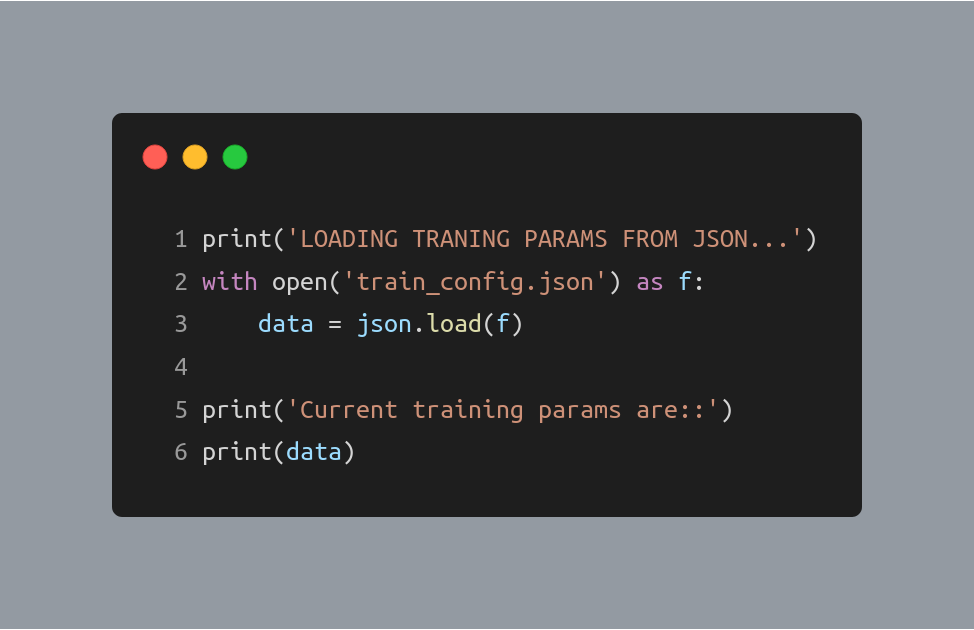 1 print('LOADING TRANING PARAMS FROM JSON...')
2 with open('train_config.json') as f:
3     data = json.load(f)
4
5 print('Current training params are::')
6 print(data)